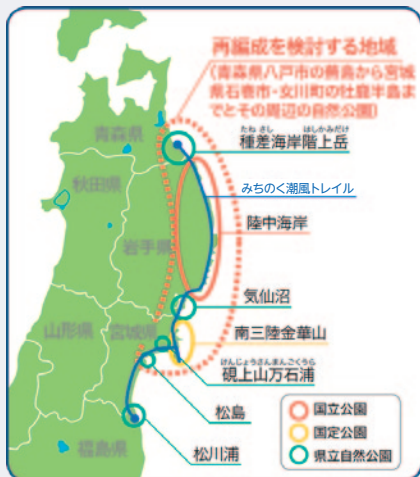 再編成を検討する地域
(青森県八戸市の蕪島から宮城
県石巻市・女川町の牡鹿半島ま
でとその周辺の自然公園)
青森県
たね さし はしかみだけ
種差海岸階上岳
みちのく潮風トレイル
秋田県
陸中海岸
岩手県
気仙沼
山形県
宮城県
南三陸金華山
けんじょうさんまんごくうら
硯上山万石浦
松島
松川浦
福島県
国立公園
国定公園
県立自然公園